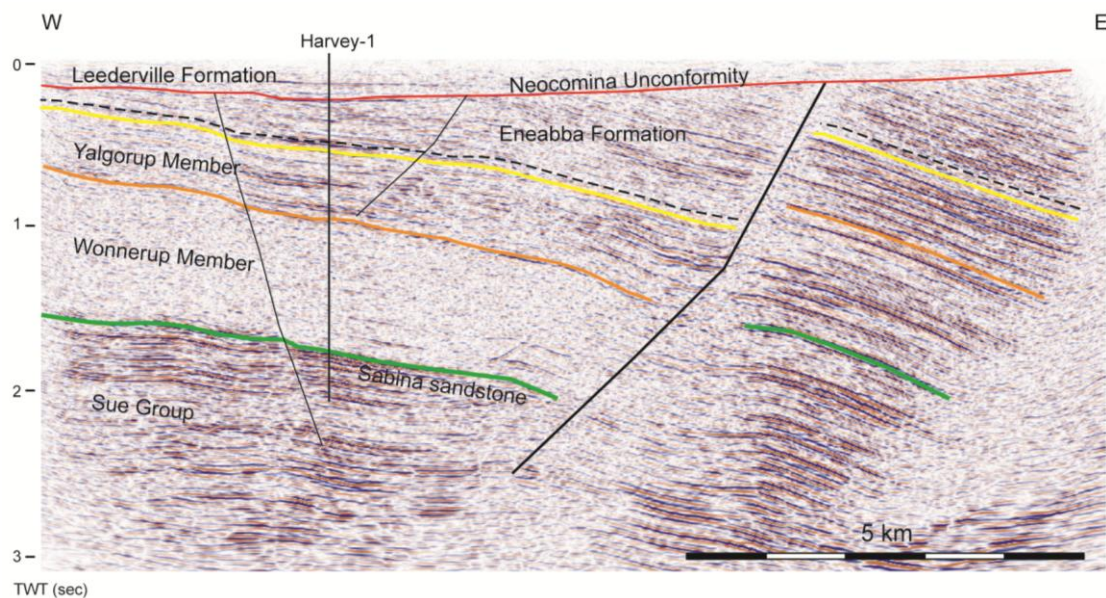 W
E
Harvey-1
0
Leederville Formation
Neocomina Unconformity
Eneabba Formation
Yalgorup Member
1
Wonnerup Member
2
Sabina sandstone
Sue Group
5 km
3
TWT (sec)